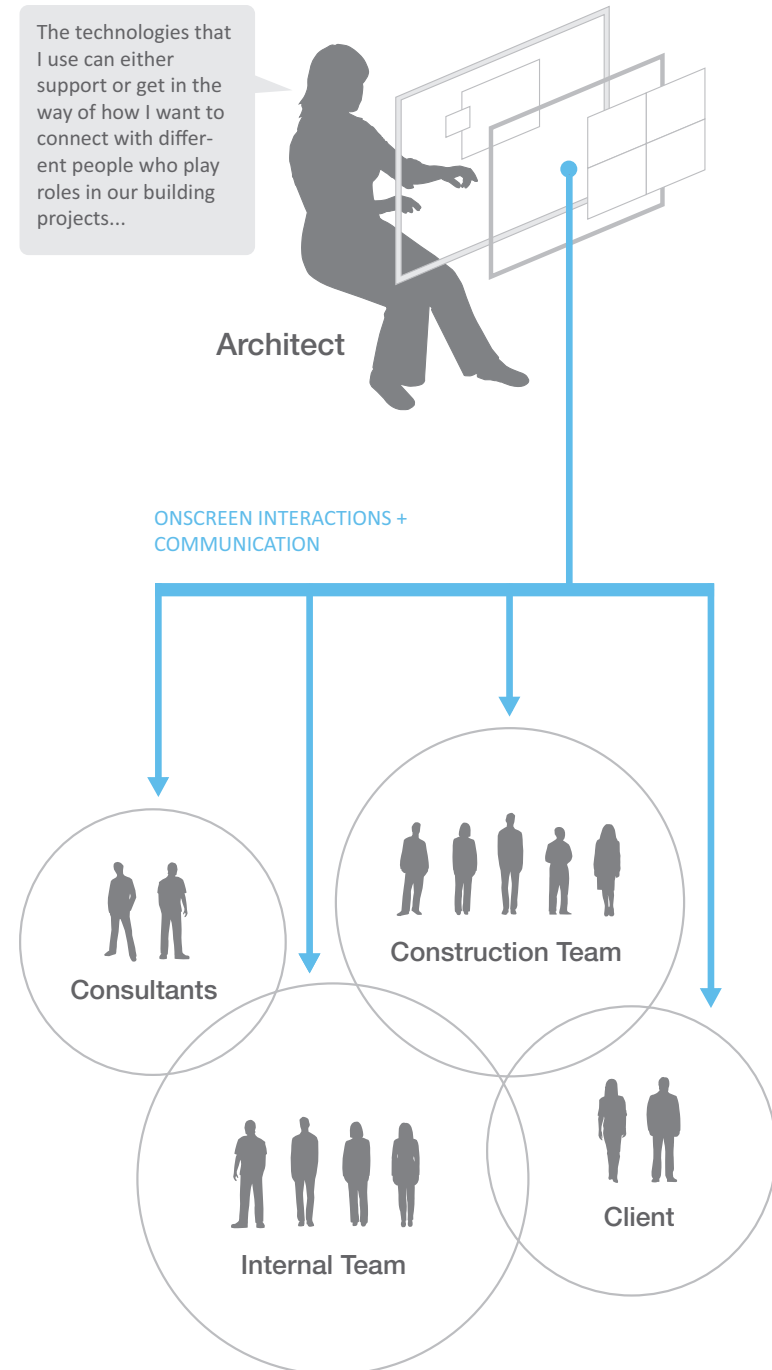 The technologies that
I use can either
support or get in the
way of how I want to
connect with differ-
ent people who play
roles in our building
projects...
Architect
ONSCREEN INTERACTIONS +
COMMUNICATION
Construction Team
Consultants
Client
Internal Team